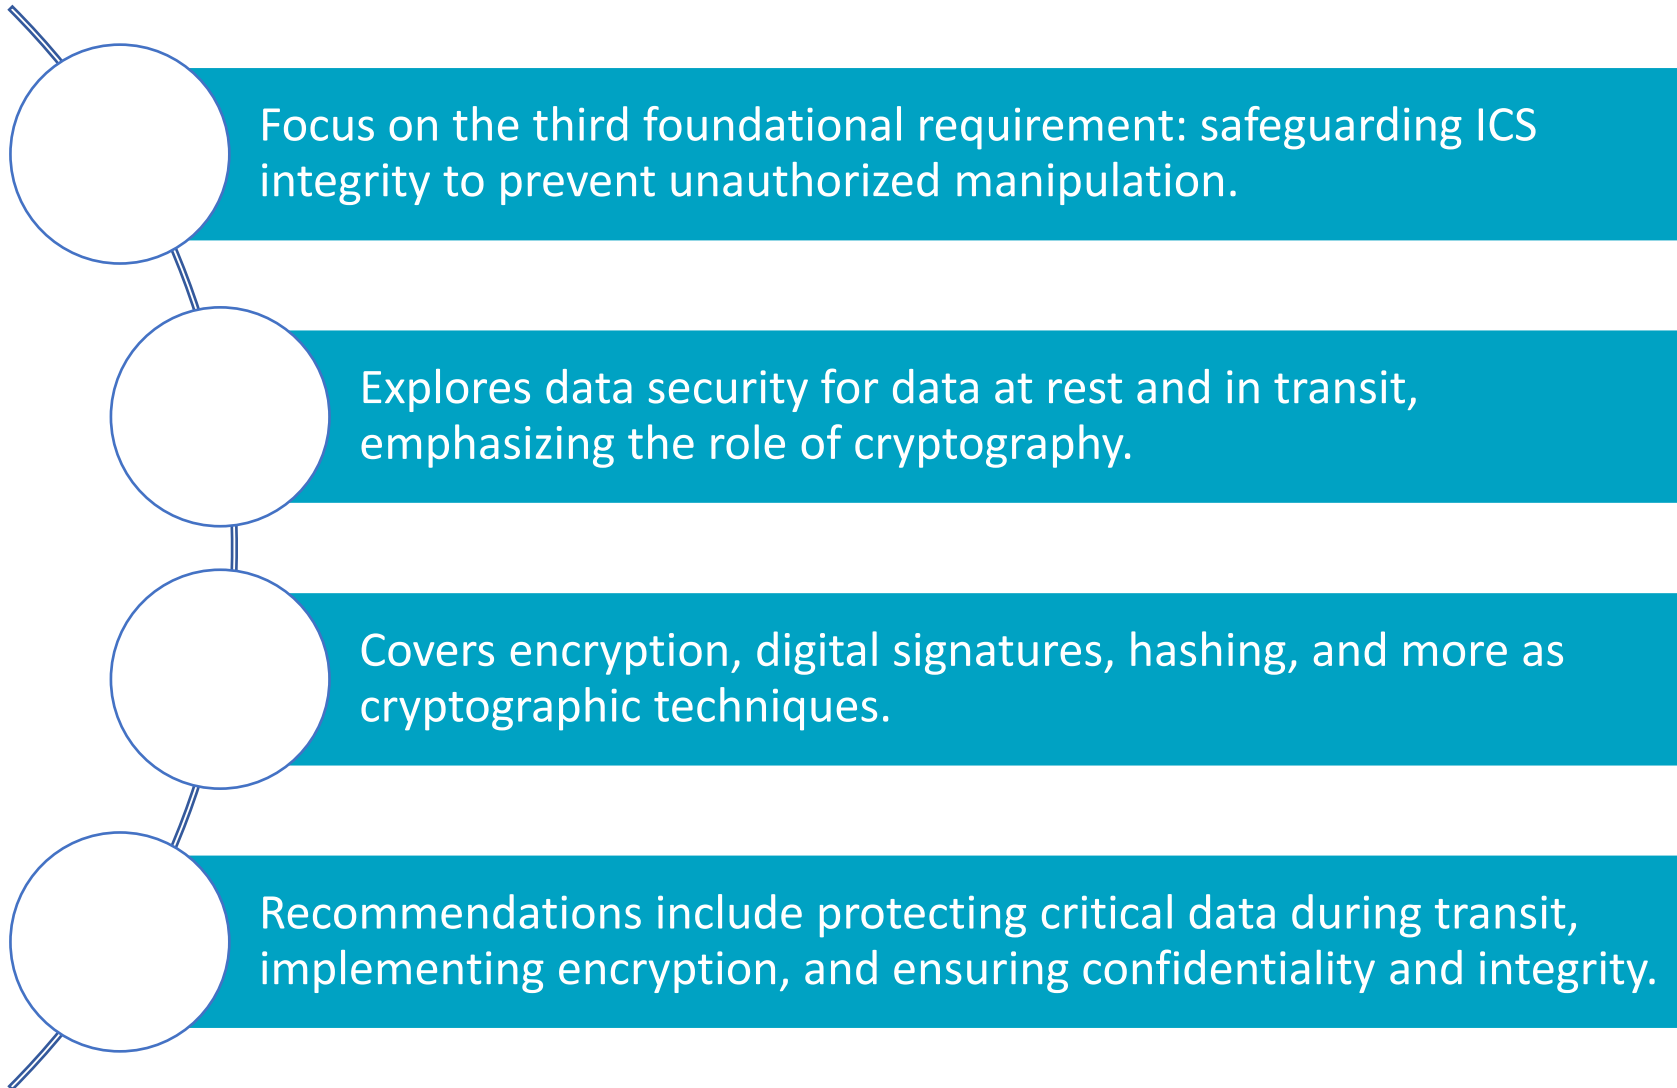 Focus on the third foundational requirement: safeguarding ICS
integrity to prevent unauthorized manipulation.
Explores data security for data at rest and in transit,
emphasizing the role of cryptography.
Covers encryption, digital signatures, hashing, and more as
cryptographic techniques.
Recommendations include protecting critical data during transit,
implementing encryption, and ensuring confidentiality and integrity.